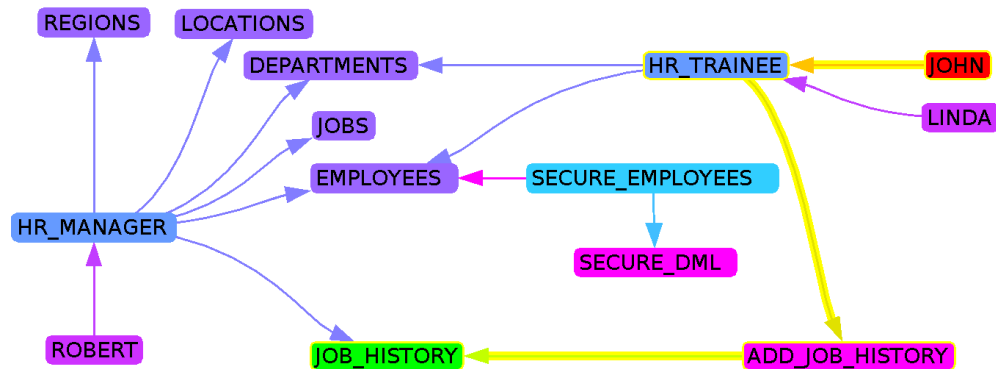 REGIONS
LOCATIONS
DEPARTMENTS
HR_TRAINEE
JOHN
LINDA
JOBS
EMPLOYEES
SECURE_EMPLOYEES
HR_MANAGER
SECURE_DML
ROBERT
JOB_HISTORY
ADD_JOB_HISTORY